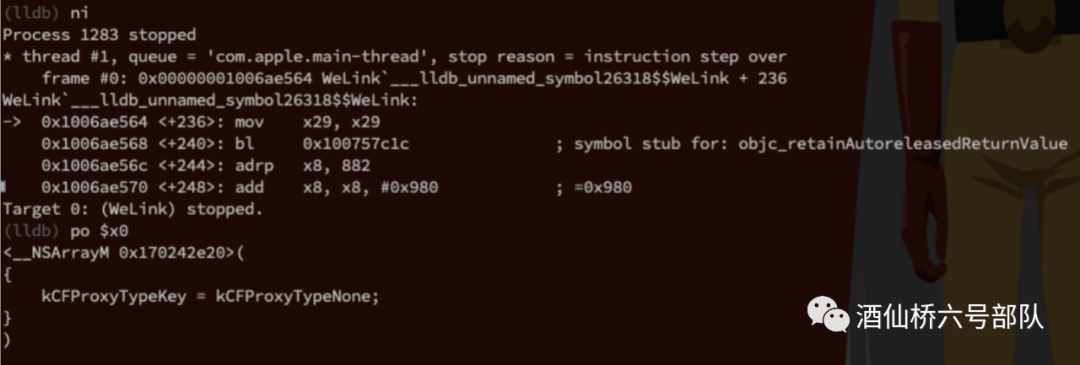 (lldb) ni
Process 1283 stopped
* thread #1, queue = 'com.apple.main-thread', stop reason = instruction step over
    frame #0: 0x00000001006ae564 WeLink`___lldb_unnamed_symbol26318$$WeLink + 236
WeLink`___lldb_unnamed_symbol26318$$WeLink:
->  0x1006ae564 <+236>: mov    x29, x29
    0x1006ae568 <+240>: bl     0x100757c1c               ; symbol stub for: objc_retainAutoreleasedReturnValue
    0x1006ae56c <+244>: adrp   x8, 882
    0x1006ae570 <+248>: add    x8, x8, #0x980            ; =0x980
Target 0: (WeLink) stopped.
(lldb) po $x0
<__NSArrayM 0x170242e20>(
{
    kCFProxyTypeKey = kCFProxyTypeNone;
}
)
酒仙桥六号部队